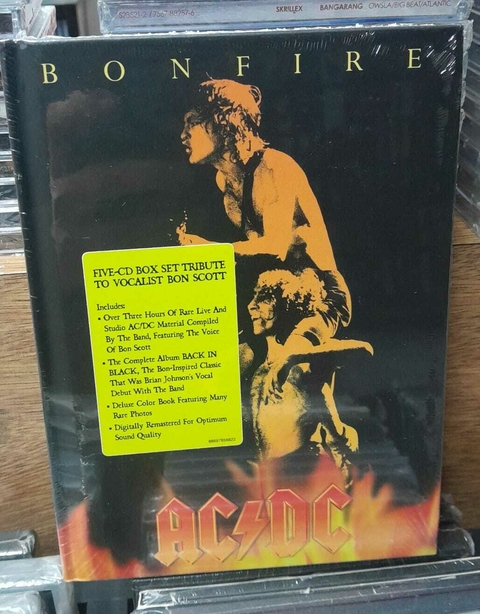 SKRILLEX BANGARANG OWSLA/BIG BEAT/ATLANTIC
BONFIRE
FIVE-CD BOX SET TRIBUTE
TO VOCALIST BON SCOTT
Includes:
• Over Three Hours Of Rare Live And
Studio AC/DC Material Compiled
By The Band, Featuring The Voice
Of Bon Scott
• The Complete Album BACK IN
BLACK, The Bon-Inspired Classic
That Was Brian Johnson's Vocal
Debut With The Band
• Deluxe Color Book Featuring Many
Rare Photos
• Digitally Remastered For Optimum
Sound Quality
AC/DC